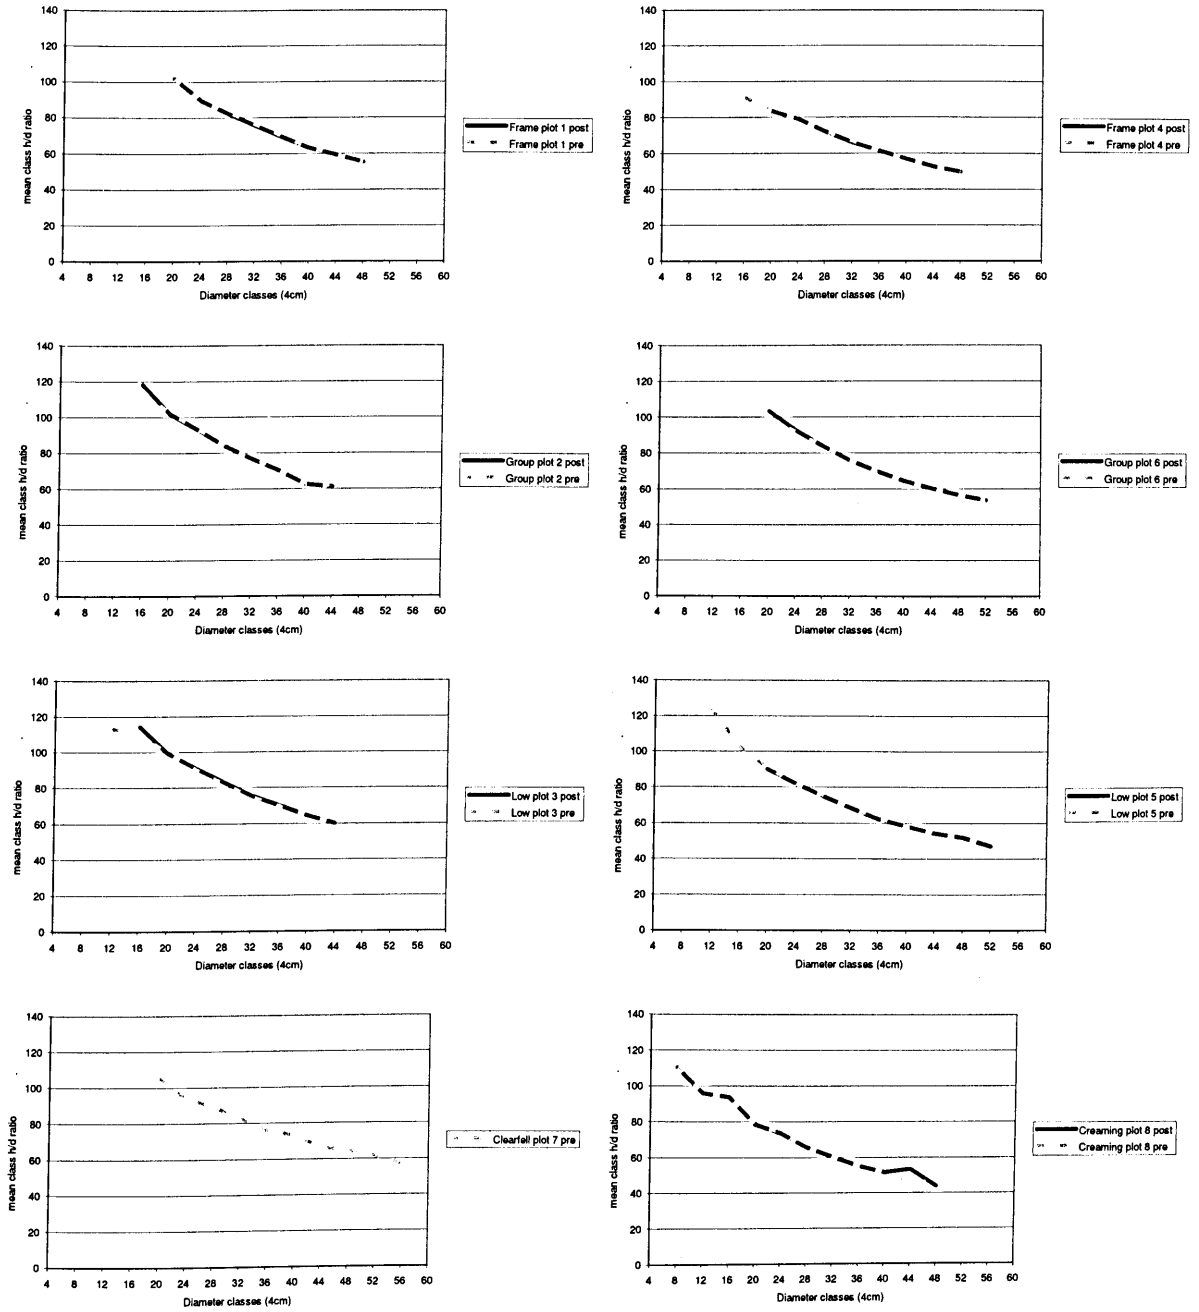 140
120
100
80
60
40
20
0
mean class h/d ratio
4 8 12 16 20 24 28 32 36 40 44 48 52 56 60
Diameter classes (4cm)
Frame plot 1 post
Frame plot 1 pre
140
120
100
80
60
40
20
0
mean class h/d ratio
4 8 12 16 20 24 28 32 36 40 44 48 52 56 60
Diameter classes (4cm)
Frame plot 4 post
Frame plot 4 pre
140
120
100
80
60
40
20
0
mean class h/d ratio
4 8 12 16 20 24 28 32 36 40 44 48 52 56 60
Diameter classes (4cm)
Group plot 2 post
Group plot 2 pre
140
120
100
80
60
40
20
0
mean class h/d ratio
4 8 12 16 20 24 28 32 36 40 44 48 52 56 60
Diameter classes (4cm)
Group plot 6 post
Group plot 6 pre
140
120
100
80
60
40
20
0
mean class h/d ratio
4 8 12 16 20 24 28 32 36 40 44 48 52 56 60
Diameter classes (4cm)
Low plot 3 post
Low plot 3 pre
140
120
100
80
60
40
20
0
mean class h/d ratio
4 8 12 16 20 24 28 32 36 40 44 48 52 56 60
Diameter classes (4cm)
Low plot 5 post
Low plot 5 pre
140
120
100
80
60
40
20
0
mean class h/d ratio
4 8 12 16 20 24 28 32 36 40 44 48 52 56 60
Diameter classes (4cm)
Clearfell plot 7 pre
140
120
100
80
60
40
20
0
mean class h/d ratio
4 8 12 16 20 24 28 32 36 40 44 48 52 56 60
Diameter classes (4cm)
Creaming plot 8 post
Creaming plot 8 pre